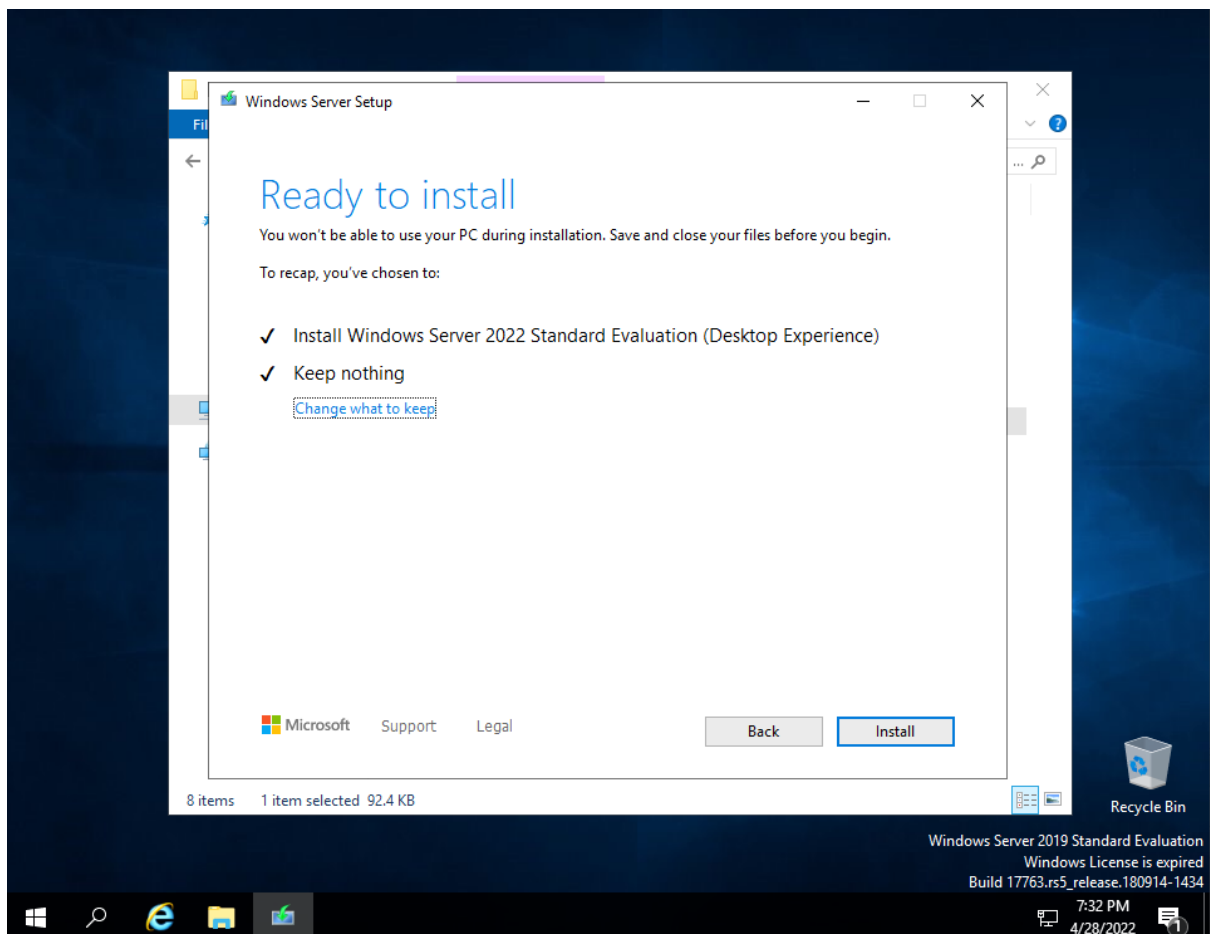 Windows Server Setup
Fil
...
Ready to install
You won't be able to use your PC during installation. Save and close your files before you begin.
To recap, you've chosen to:
Install Windows Server 2022 Standard Evaluation (Desktop Experience)
Keep nothing
Change what to keep
Microsoft Support Legal
Back Install
8 items 1 item selected 92.4 KB
Recycle Bin
Windows Server 2019 Standard Evaluation
Windows License is expired
Build 17763.rs5_release.180914-1434
7:32 PM
4/28/2022
1